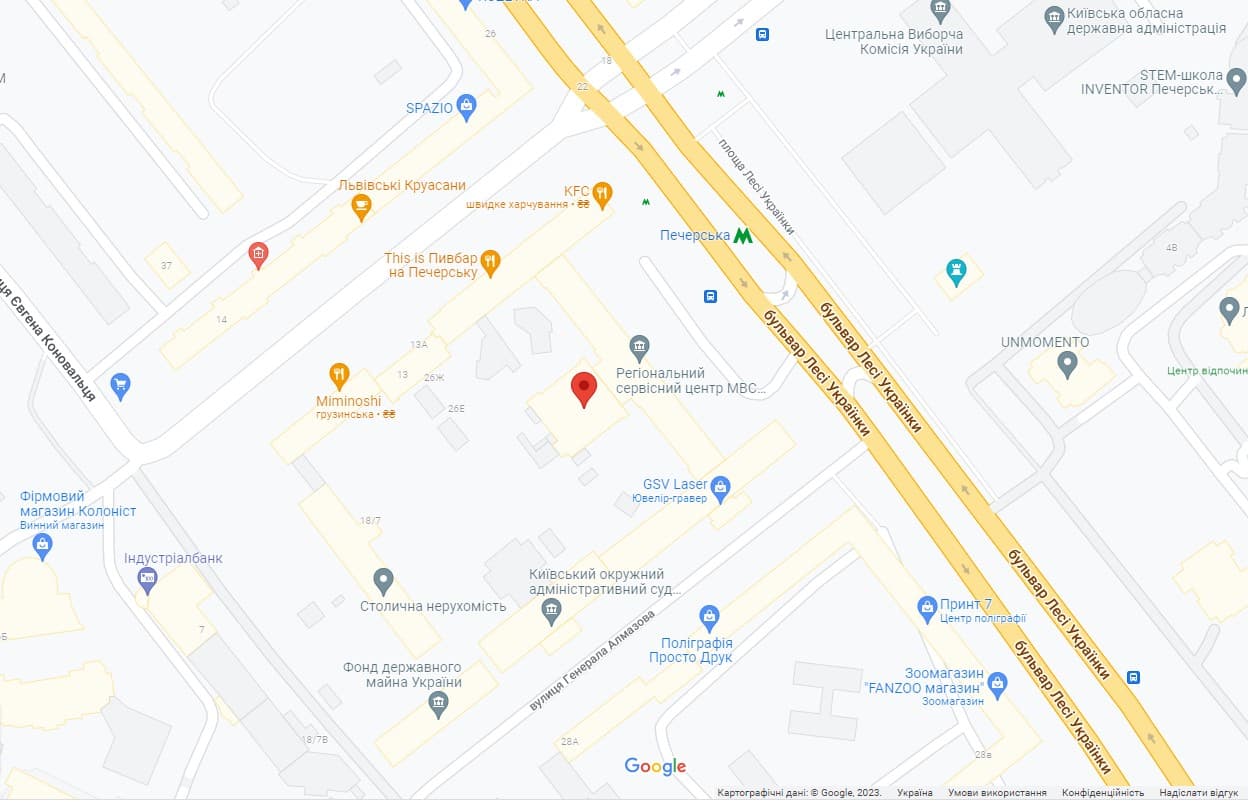 26
18
22
Центральна Виборча
Комісія України
Київська обласна
державна адміністрація
STEM-школа
INVENTOR Печерськ...
SPAZIO
площа Лесі Українки
Львівські Круасани
KFC
швидке харчування • ₴₴
Печерська
This is Пивбар
на Печерську
37
14
4В
вулиця Євгена Коновальця
13А
13
26Ж
26Е
Miminoshi
грузинська • ₴₴
Регіональний
сервісний центр МВС...
бульвар Лесі Українки
бульвар Лесі Українки
UNMOMENTO
Центр відпочин
GSV Laser
Ювелір-гравер
Фірмовий
магазин Колоніст
Винний магазин
18/7
Індустріалбанк
Столична нерухомість
Київський окружний
адміністративний суд...
7
вулиця Генерала Алмазова
Поліграфія
Просто Друк
Принт 7
Центр поліграфії
бульвар Лесі Українки
бульвар Лесі Українки
Фонд державного
майна України
Зоомагазин
"FANZOO магазин"
Зоомагазин
18/7В
28А
28в
Google
Картографічні дані: © Google, 2023. Україна Умови використання Конфіденційність Надіслати відгук